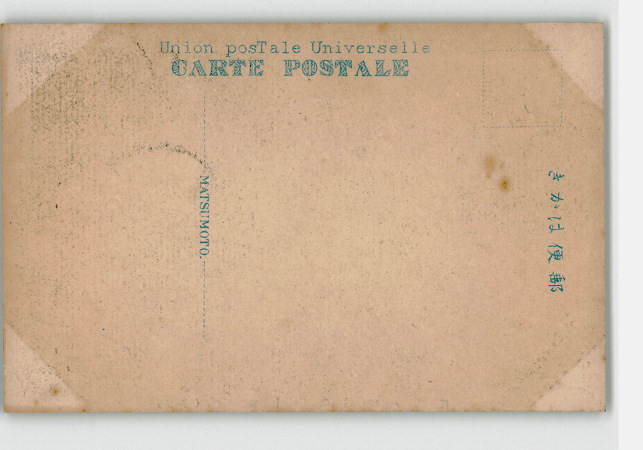 Union posTale Universelle
CARTE POSTALE
MATSUMOTO.
きかは便郵